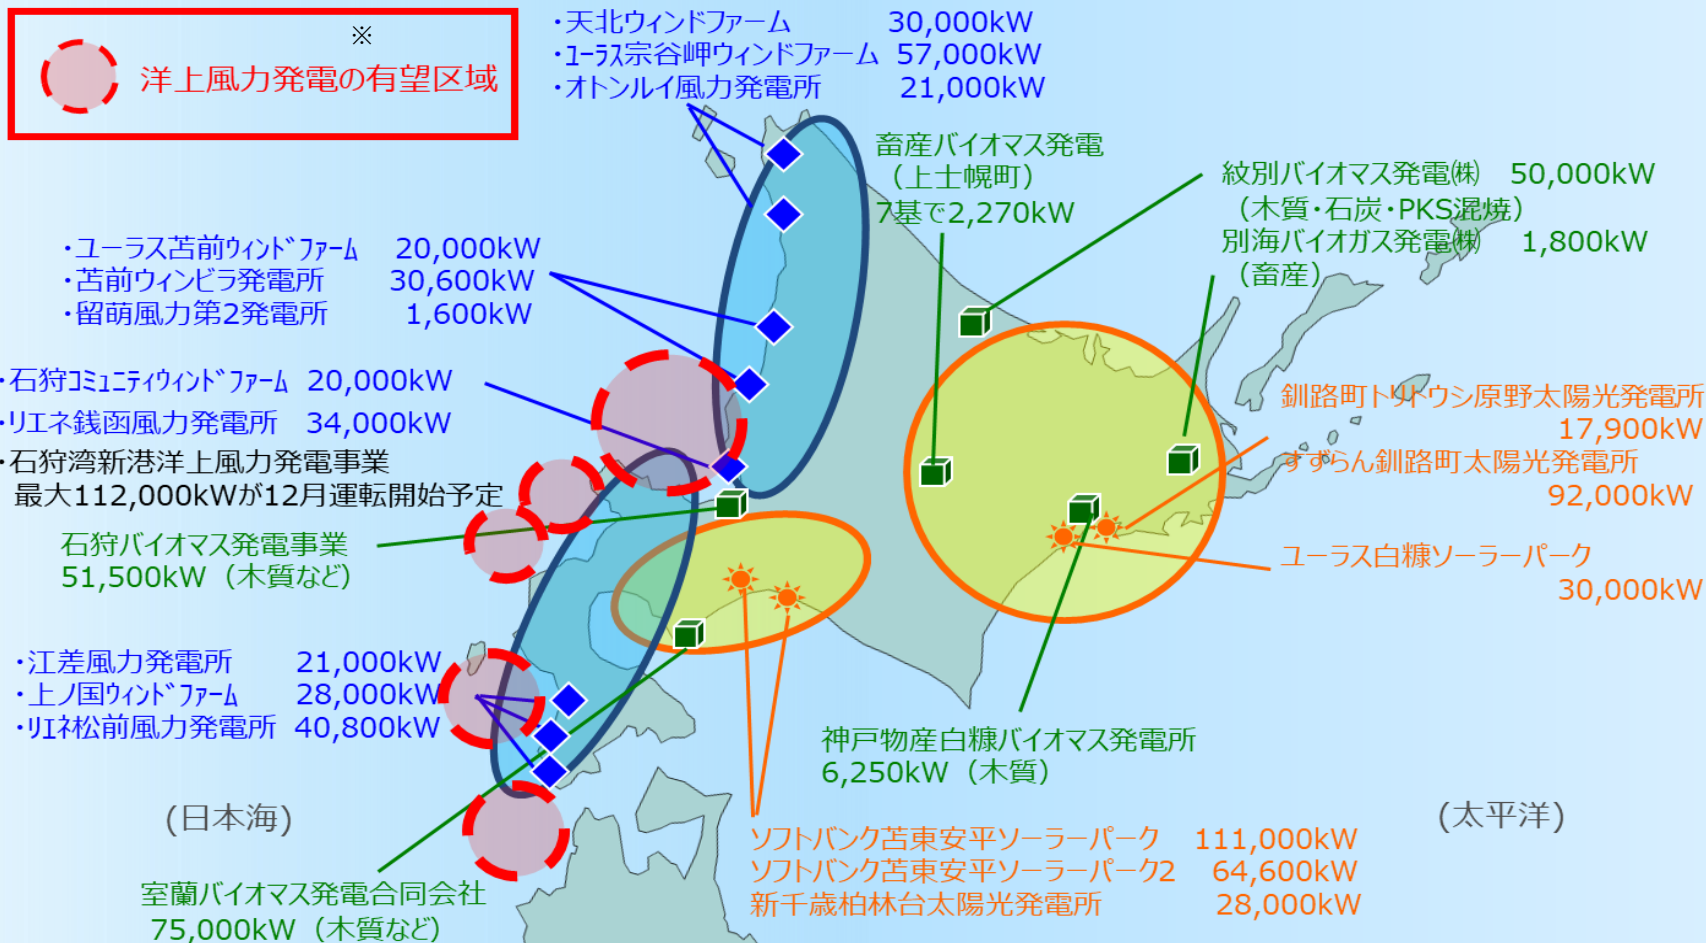 ※
洋上風力発電の有望区域
・天北ウィンドファーム 30,000kW
・ユーラス宗谷岬ウィンドファーム 57,000kW
・オトンルイ風力発電所 21,000kW
畜産バイオマス発電
（上士幌町）
7基で2,270kW
紋別バイオマス発電㈱ 50,000kW
（木質・石炭・PKS混焼）
別海バイオガス発電㈱ 1,800kW
（畜産）
・ユーラス苫前ウィンドファーム 20,000kW
・苫前ウィンビラ発電所 30,600kW
・留萌風力第2発電所 1,600kW
・石狩コミュニティウィンドファーム 20,000kW
・リエネ銭函風力発電所 34,000kW
・石狩湾新港洋上風力発電事業
最大112,000kWが12月運転開始予定
石狩バイオマス発電事業
51,500kW（木質など）
釧路町トリトウシ原野太陽光発電所
17,900kW
すずらん釧路町太陽光発電所
92,000kW
ユーラス白糠ソーラーパーク
30,000kW
・江差風力発電所 21,000kW
・上ノ国ウィンドファーム 28,000kW
・リエネ松前風力発電所 40,800kW
神戸物産白糠バイオマス発電所
6,250kW（木質）
(日本海)
(太平洋)
ソフトバンク苫東安平ソーラーパーク 111,000kW
ソフトバンク苫東安平ソーラーパーク2 64,600kW
新千歳柏林台太陽光発電所 28,000kW
室蘭バイオマス発電合同会社
75,000kW（木質など）